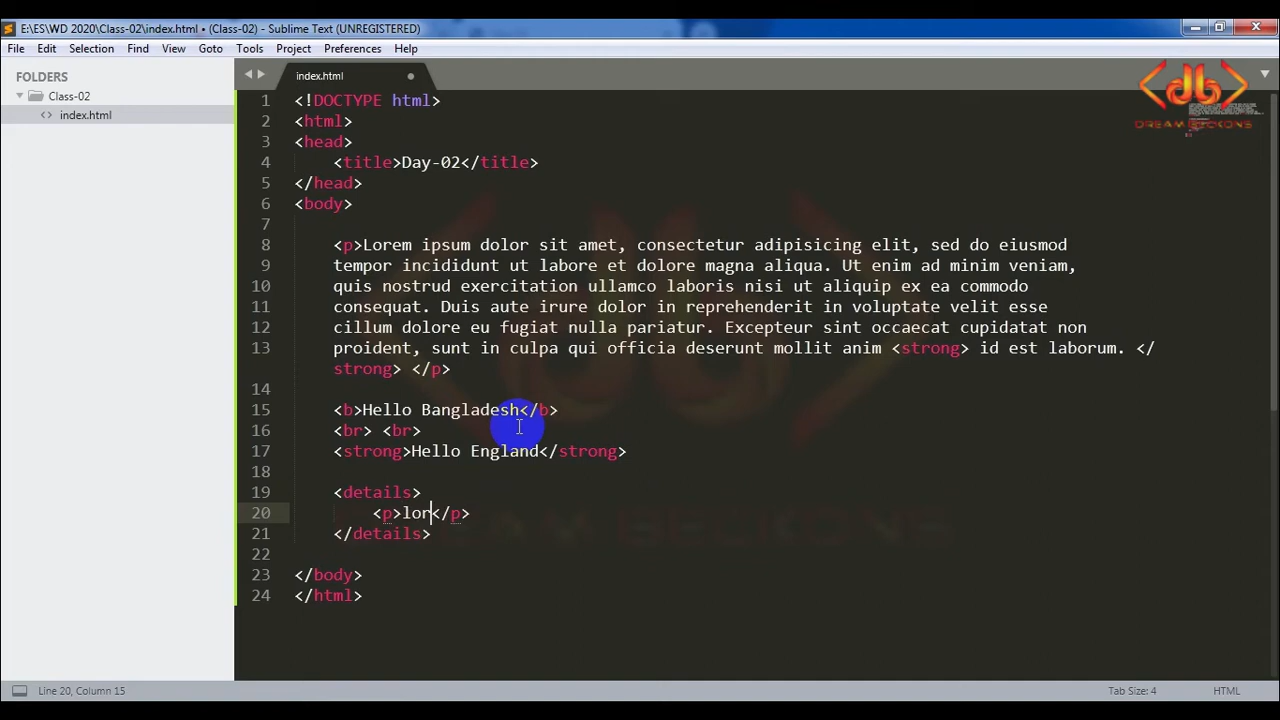 E:\ES\WD 2020\Class-02\index.html • (Class-02) - Sublime Text (UNREGISTERED)
File Edit Selection Find View Goto Tools Project Preferences Help
FOLDERS
Class-02
index.html
index.html
1 <!DOCTYPE html>
2 <html>
3 <head>
4 <title>Day-02</title>
5 </head>
6 <body>
7
8 <p>Lorem ipsum dolor sit amet, consectetur adipisicing elit, sed do eiusmod
9 tempor incididunt ut labore et dolore magna aliqua. Ut enim ad minim veniam,
10 quis nostrud exercitation ullamco laboris nisi ut aliquip ex ea commodo
11 consequat. Duis aute irure dolor in reprehenderit in voluptate velit esse
12 cillum dolore eu fugiat nulla pariatur. Excepteur sint occaecat cupidatat non
13 proident, sunt in culpa qui officia deserunt mollit anim <strong> id est laborum. </
strong> </p>
14
15 <b>Hello Bangladesh</b>
16 <br> <br>
17 <strong>Hello England</strong>
18
19 <details>
20 <p>lor</p>
21 </details>
22
23 </body>
24 </html>
db
DREAM BECKONS
DREAM BECKONS
Line 20, Column 15
Tab Size: 4
HTML